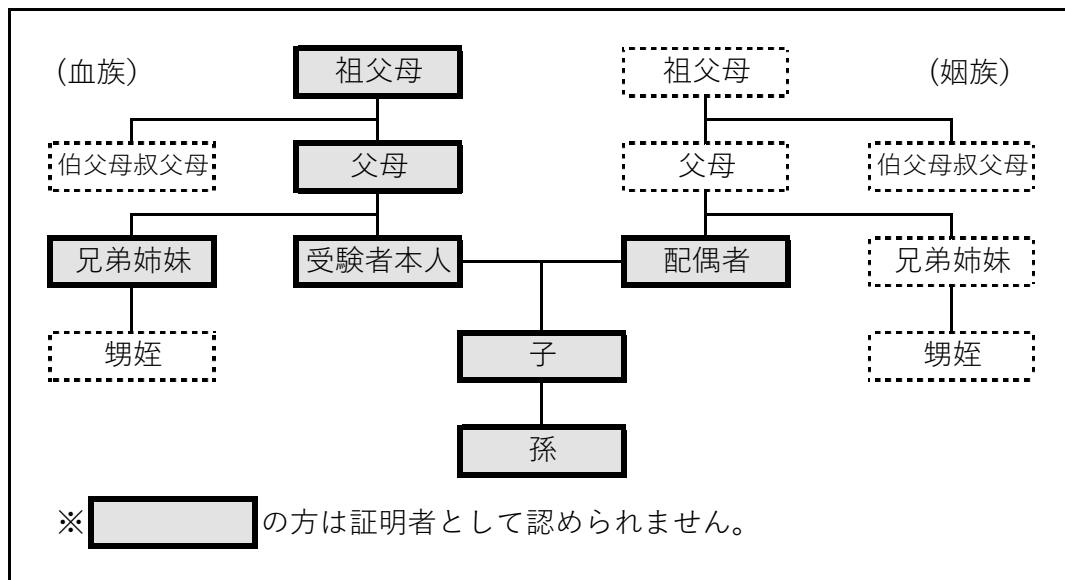 (血族)
祖父母
祖父母
(姻族)
伯父母叔父母
父母
父母
伯父母叔父母
兄弟姉妹
受験者本人
配偶者
兄弟姉妹
甥姪
子
甥姪
孫
※ の方は証明者として認められません。